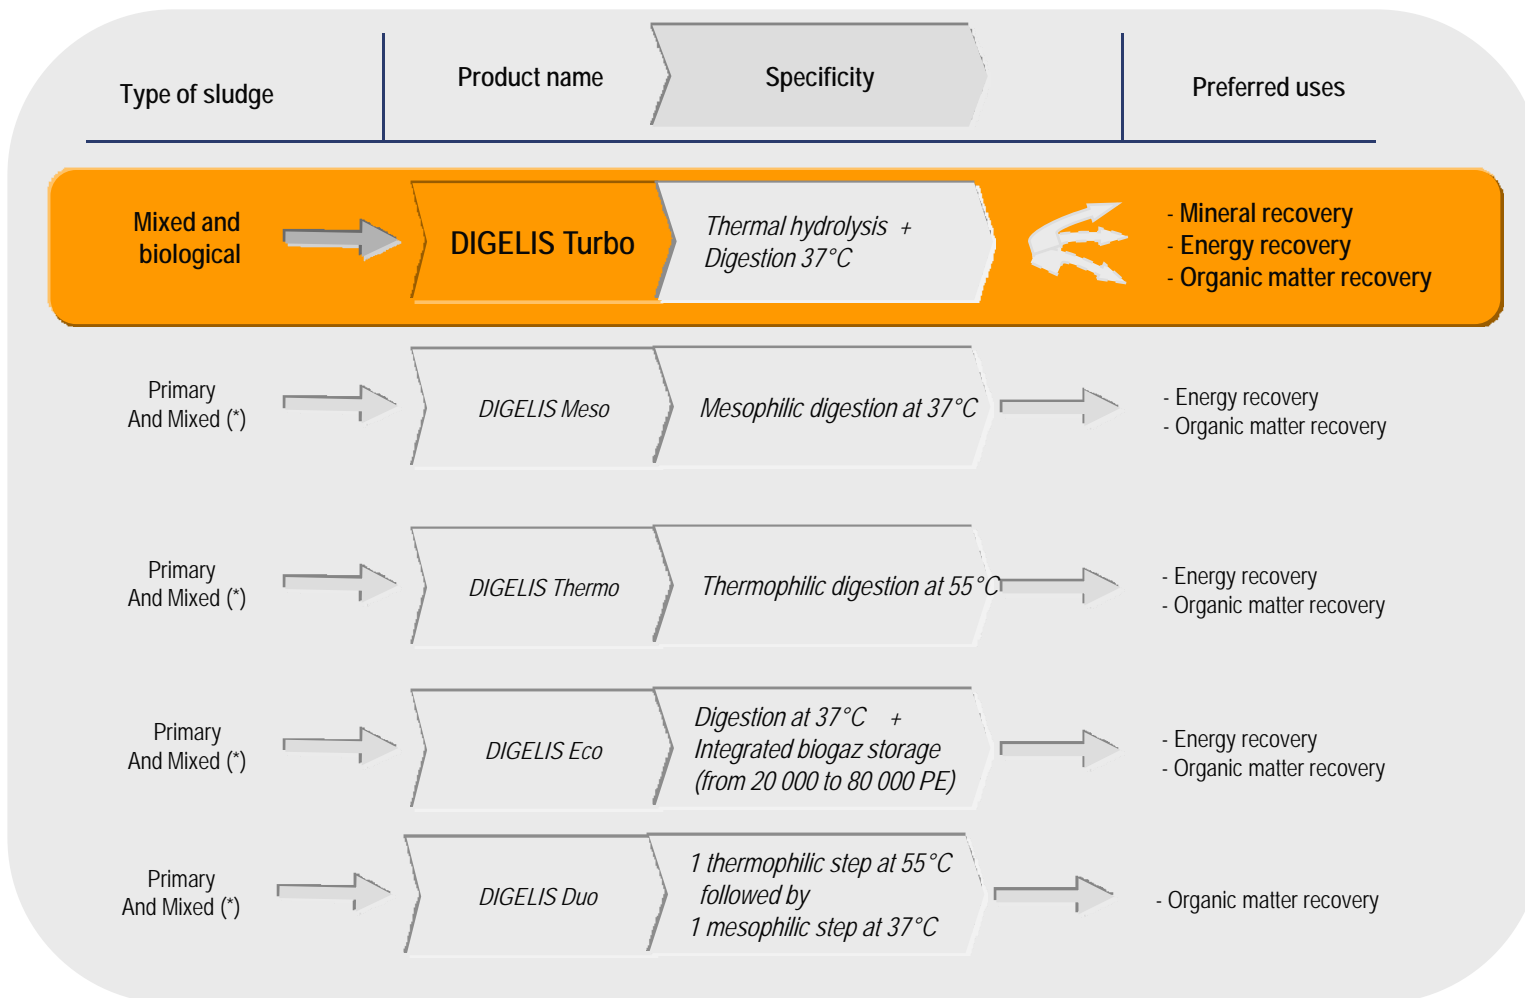 Type of sludge
Product name
Specificity
Preferred uses
Mixed and
biological
DIGELIS Turbo
Thermal hydrolysis +
Digestion 37°C
- Mineral recovery
- Energy recovery
- Organic matter recovery
Primary
And Mixed (*)
DIGELIS Meso
Mesophilic digestion at 37°C
- Energy recovery
- Organic matter recovery
Primary
And Mixed (*)
DIGELIS Thermo
Thermophilic digestion at 55°C
- Energy recovery
- Organic matter recovery
Primary
And Mixed (*)
DIGELIS Eco
Digestion at 37°C +
Integrated biogaz storage
(from 20 000 to 80 000 PE)
- Energy recovery
- Organic matter recovery
Primary
And Mixed (*)
DIGELIS Duo
1 thermophilic step at 55°C
followed by
1 mesophilic step at 37°C
- Organic matter recovery